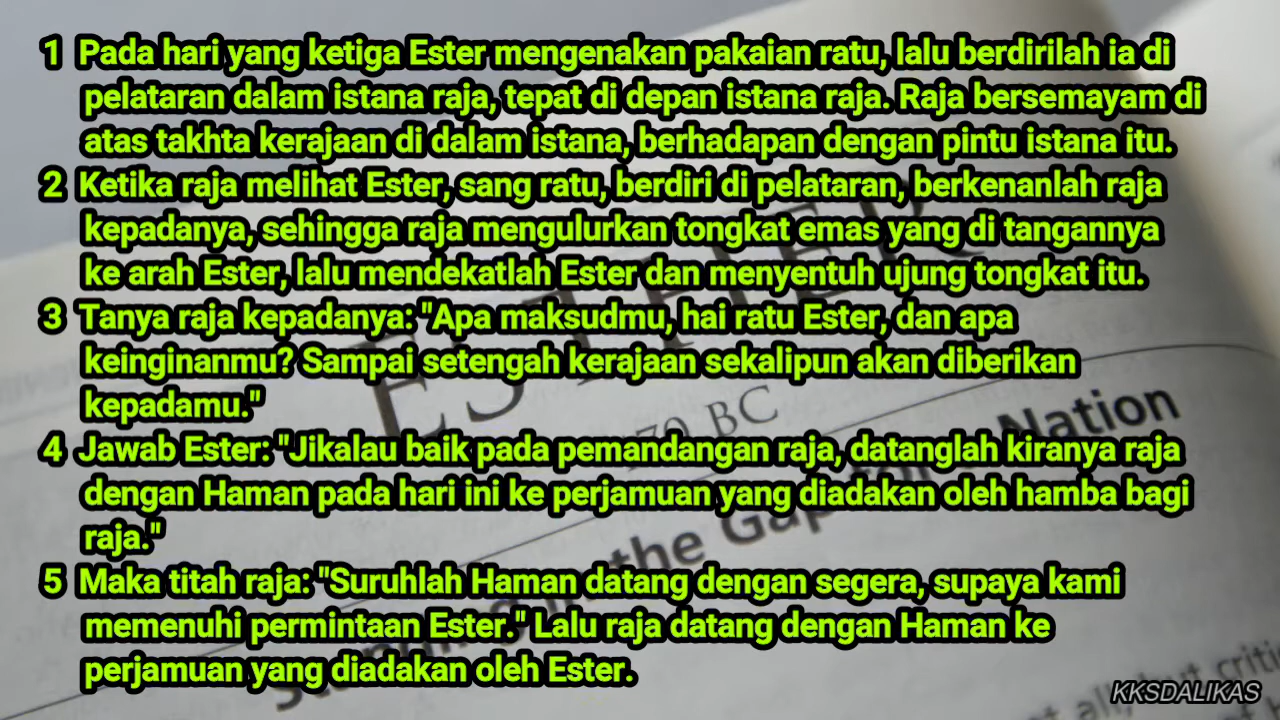 1 Pada hari yang ketiga Ester mengenakan pakaian ratu, lalu berdirilah ia di
pelataran dalam istana raja, tepat di depan istana raja. Raja bersemayam di
atas takhta kerajaan di dalam istana, berhadapan dengan pintu istana itu.
2 Ketika raja melihat Ester, sang ratu, berdiri di pelataran, berkenanlah raja
kepadanya, sehingga raja mengulurkan tongkat emas yang di tangannya
ke arah Ester, lalu mendekatlah Ester dan menyentuh ujung tongkat itu.
3 Tanya raja kepadanya: "Apa maksudmu, hai ratu Ester, dan apa
keinginanmu? Sampai setengah kerajaan sekalipun akan diberikan
kepadamu."
4 Jawab Ester: "Jikalau baik pada pemandangan raja, datanglah kiranya raja
dengan Haman pada hari ini ke perjamuan yang diadakan oleh hamba bagi
raja."
5 Maka titah raja: "Suruhlah Haman datang dengan segera, supaya kami
memenuhi permintaan Ester." Lalu raja datang dengan Haman ke
perjamuan yang diadakan oleh Ester.
ESTHER
BC
the Gap for Nation
KKSDALIKAS